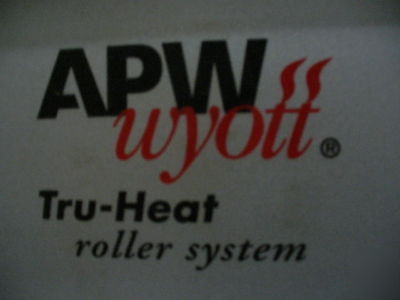 APW
wyott®
Tru-Heat
roller system